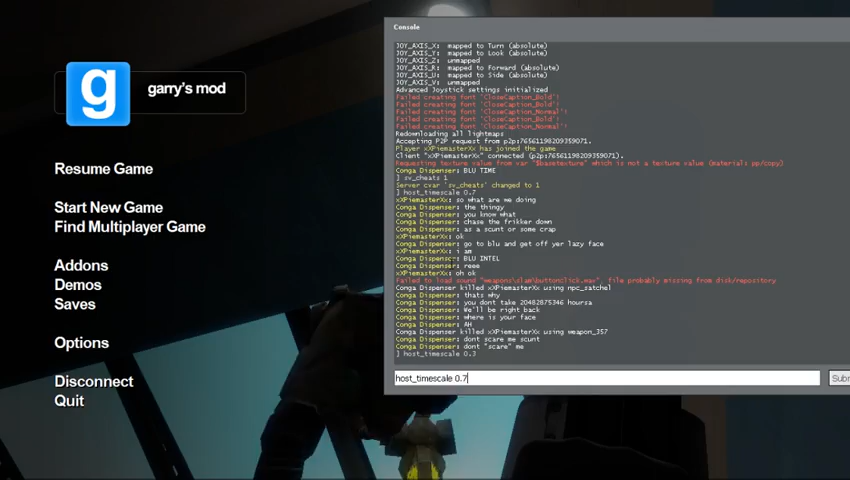 g
garry's mod
Resume Game
Start New Game
Find Multiplayer Game
Addons
Demos
Saves
Options
Disconnect
Quit
Console
JOY_AXIS_X: mapped to Turn (absolute)
JOY_AXIS_Y: mapped to Look (absolute)
JOY_AXIS_Z: unmapped
JOY_AXIS_R: mapped to Forward (absolute)
JOY_AXIS_U: mapped to Side (absolute)
JOY_AXIS_V: unmapped
Advanced Joystick settings initialized
Failed creating font 'CloseCaption_Bold'!
Failed creating font 'CloseCaption_Bold'!
Failed creating font 'CloseCaption_Normal'!
Failed creating font 'CloseCaption_Bold'!
Failed creating font 'CloseCaption_Normal'!
Redownloading all lightmaps
Accepting P2P request from p2p:76561198209359071.
Player xXPiemasterXx has joined the game
Client "xXPiemasterXx" connected (p2p:76561198209359071).
Requesting texture value from var "$basetexture" which is not a texture value (material: pp/copy)
Conga Dispenser: BLU TIME
] sv_cheats 1
Server cvar 'sv_cheats' changed to 1
] host_timescale 0.7
xXPiemasterXx: so what are we doing
Conga Dispenser: the thingy
Conga Dispenser: you know what
Conga Dispenser: chase the frikker down
Conga Dispenser: as a scunt or some crap
xXPiemasterXx: ok
Conga Dispenser: go to blu and get off yer lazy face
xXPiemasterXx: i am
Conga Dispenser: BLU INTEL
Conga Dispenser: reee
xXPiemasterXx: oh ok
Failed to load sound "weapons\slam\buttonclick.wav", file probably missing from disk/repository
Conga Dispenser killed xXPiemasterXx using npc_satchel
Conga Dispenser: thats why
Conga Dispenser: you dont take 20482875346 hoursa
Conga Dispenser: We'll be right back
Conga Dispenser: where is your face
Conga Dispenser: AH
Conga Dispenser killed xXPiemasterXx using weapon_357
Conga Dispenser: dont scare me scunt
Conga Dispenser: dont "scare" me
] host_timescale 0.3
host_timescale 0.7
Subm